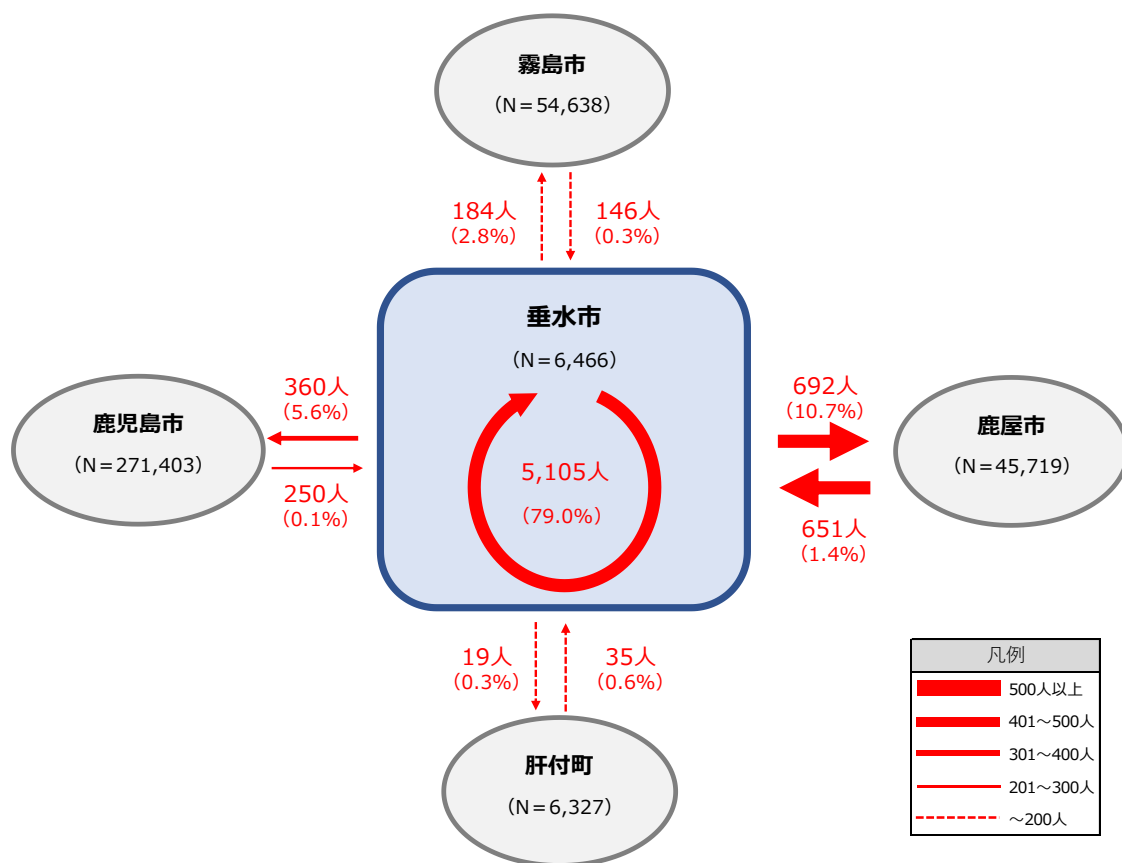 霧島市
(N＝54,638)
184人
(2.8%)
146人
(0.3%)
垂水市
(N＝6,466)
360人
(5.6%)
692人
(10.7%)
鹿児島市
(N＝271,403)
鹿屋市
(N＝45,719)
5,105人
(79.0%)
250人
(0.1%)
651人
(1.4%)
19人
(0.3%)
35人
(0.6%)
肝付町
(N＝6,327)
凡例
500人以上
401～500人
301～400人
201～300人
～200人